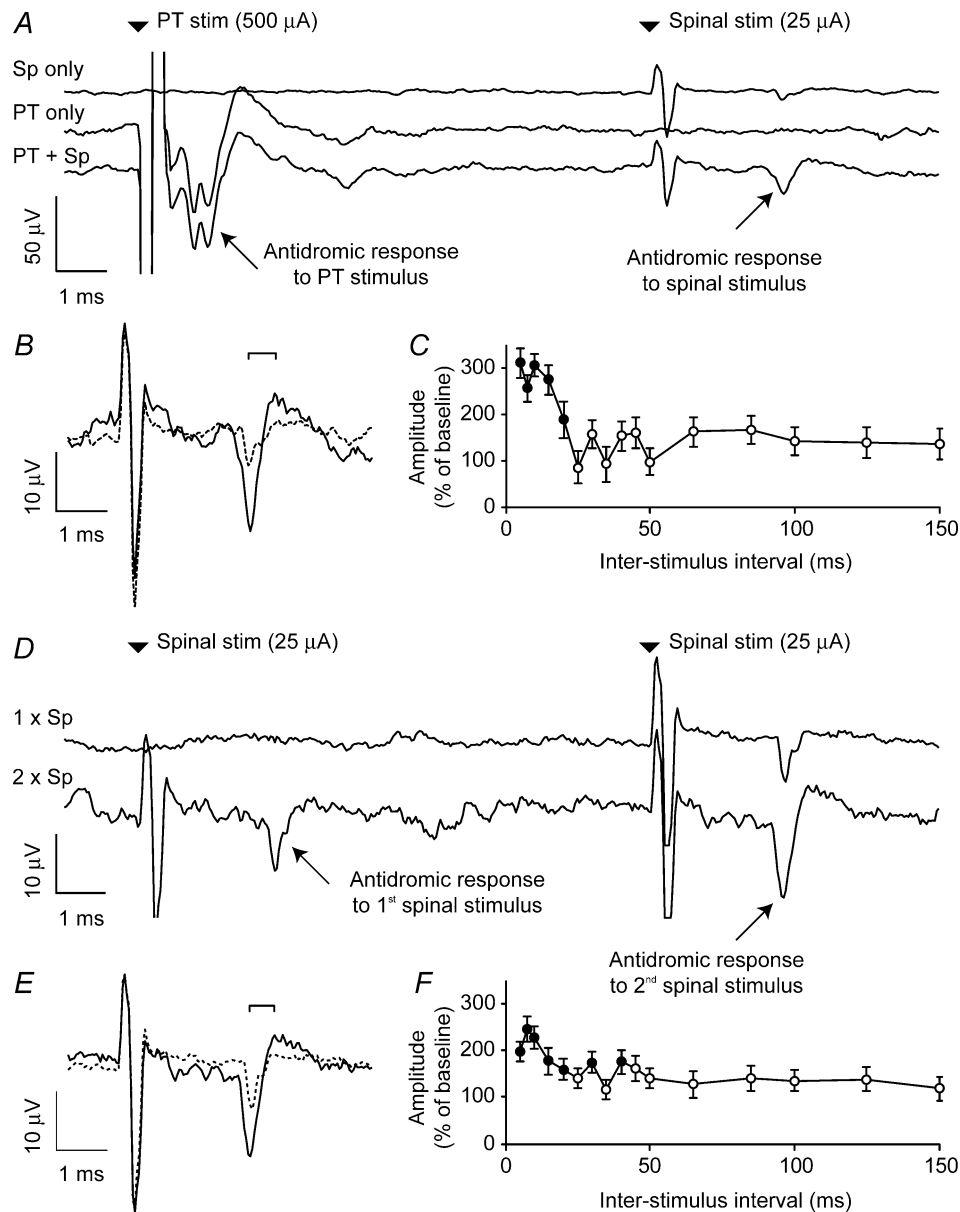 A
PT stim (500 µA)
Spinal stim (25 µA)
Sp only
PT only
PT + Sp
50 µV
1 ms
Antidromic response
to PT stimulus
Antidromic response
to spinal stimulus
B
10 µV
1 ms
C
Amplitude
(% of baseline)
300
200
100
0
0
50
100
150
Inter-stimulus interval (ms)
D
Spinal stim (25 µA)
Spinal stim (25 µA)
1 x Sp
2 x Sp
10 µV
1 ms
Antidromic response
to 1st spinal stimulus
Antidromic response
to 2nd spinal stimulus
E
10 µV
1 ms
F
Amplitude
(% of baseline)
300
200
100
0
0
50
100
150
Inter-stimulus interval (ms)